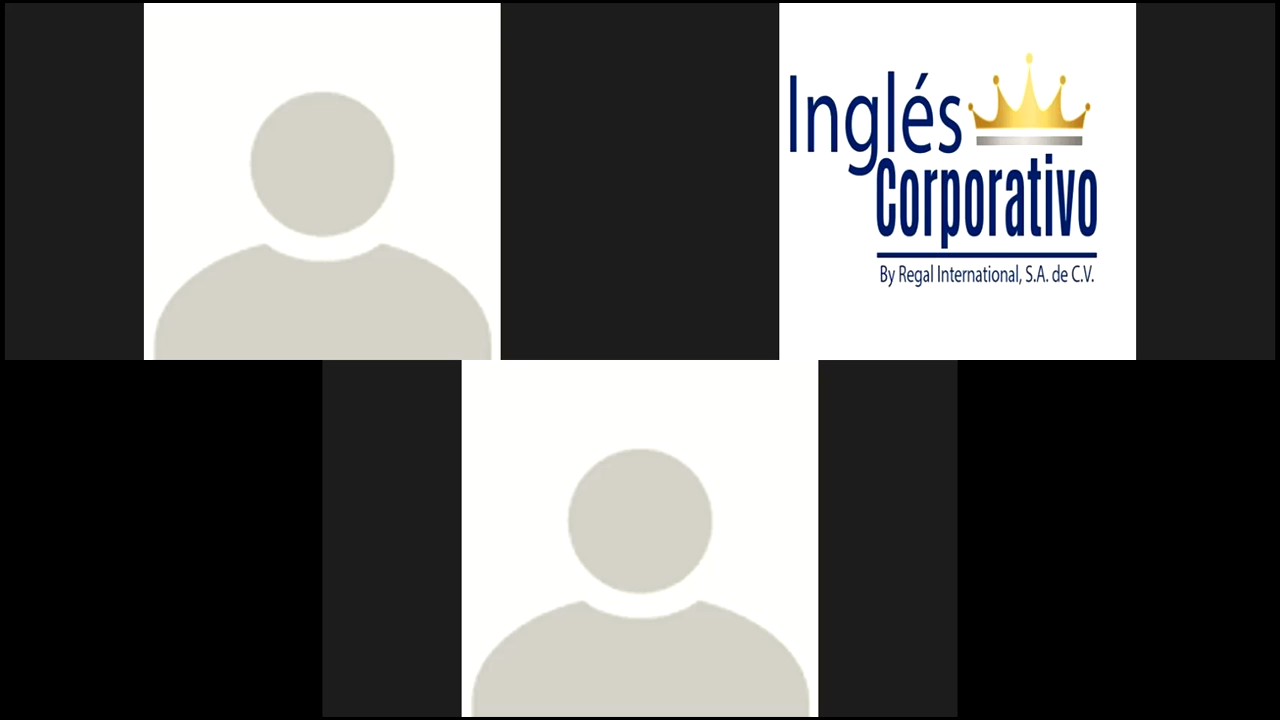 Inglés
Corporativo
By Regal International, S.A. de C.V.